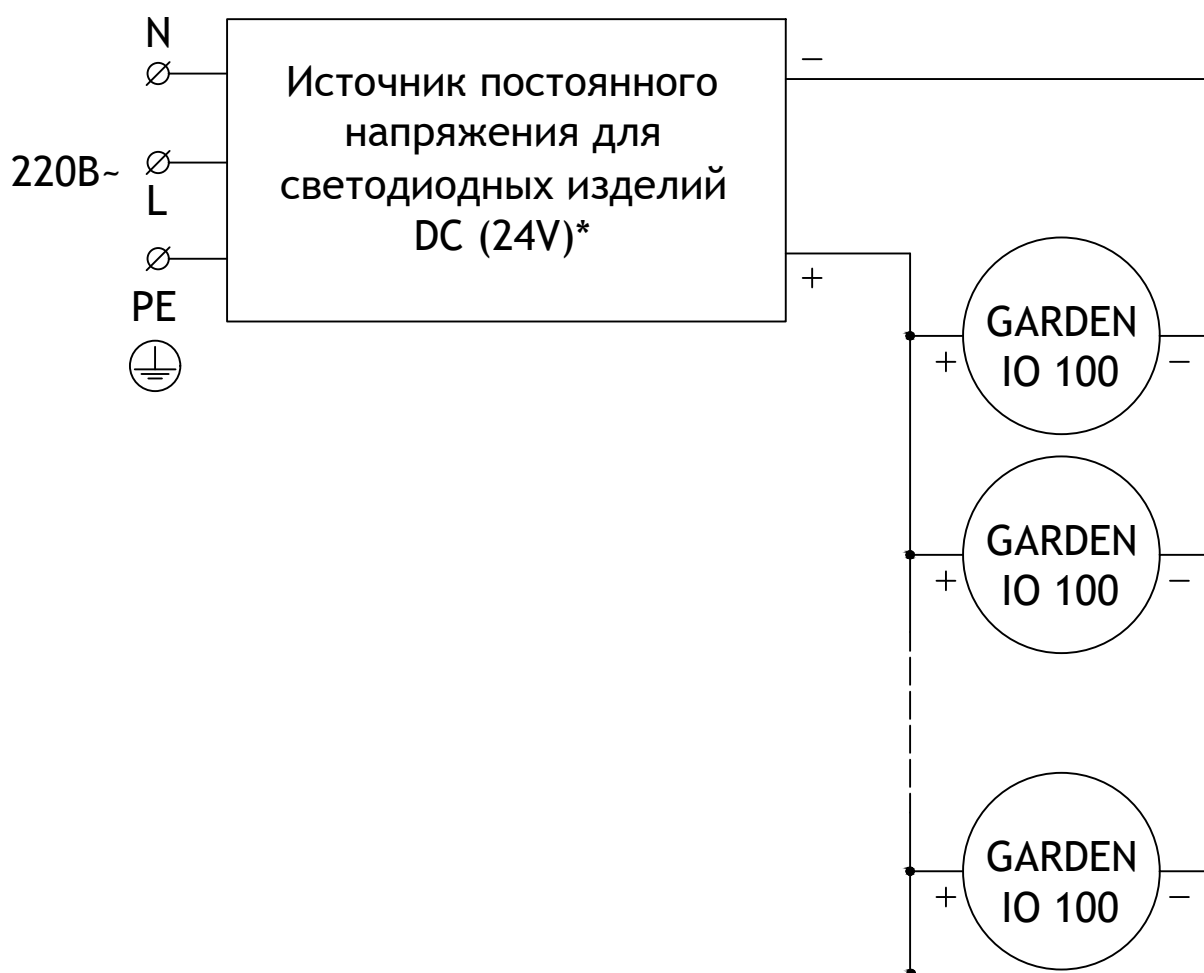 N
Источник постоянного
напряжения для
светодиодных изделий
DC (24V)*
220В~
L
PE
−
+
GARDEN
IO 100
+
−
GARDEN
IO 100
+
−
GARDEN
IO 100
+
−